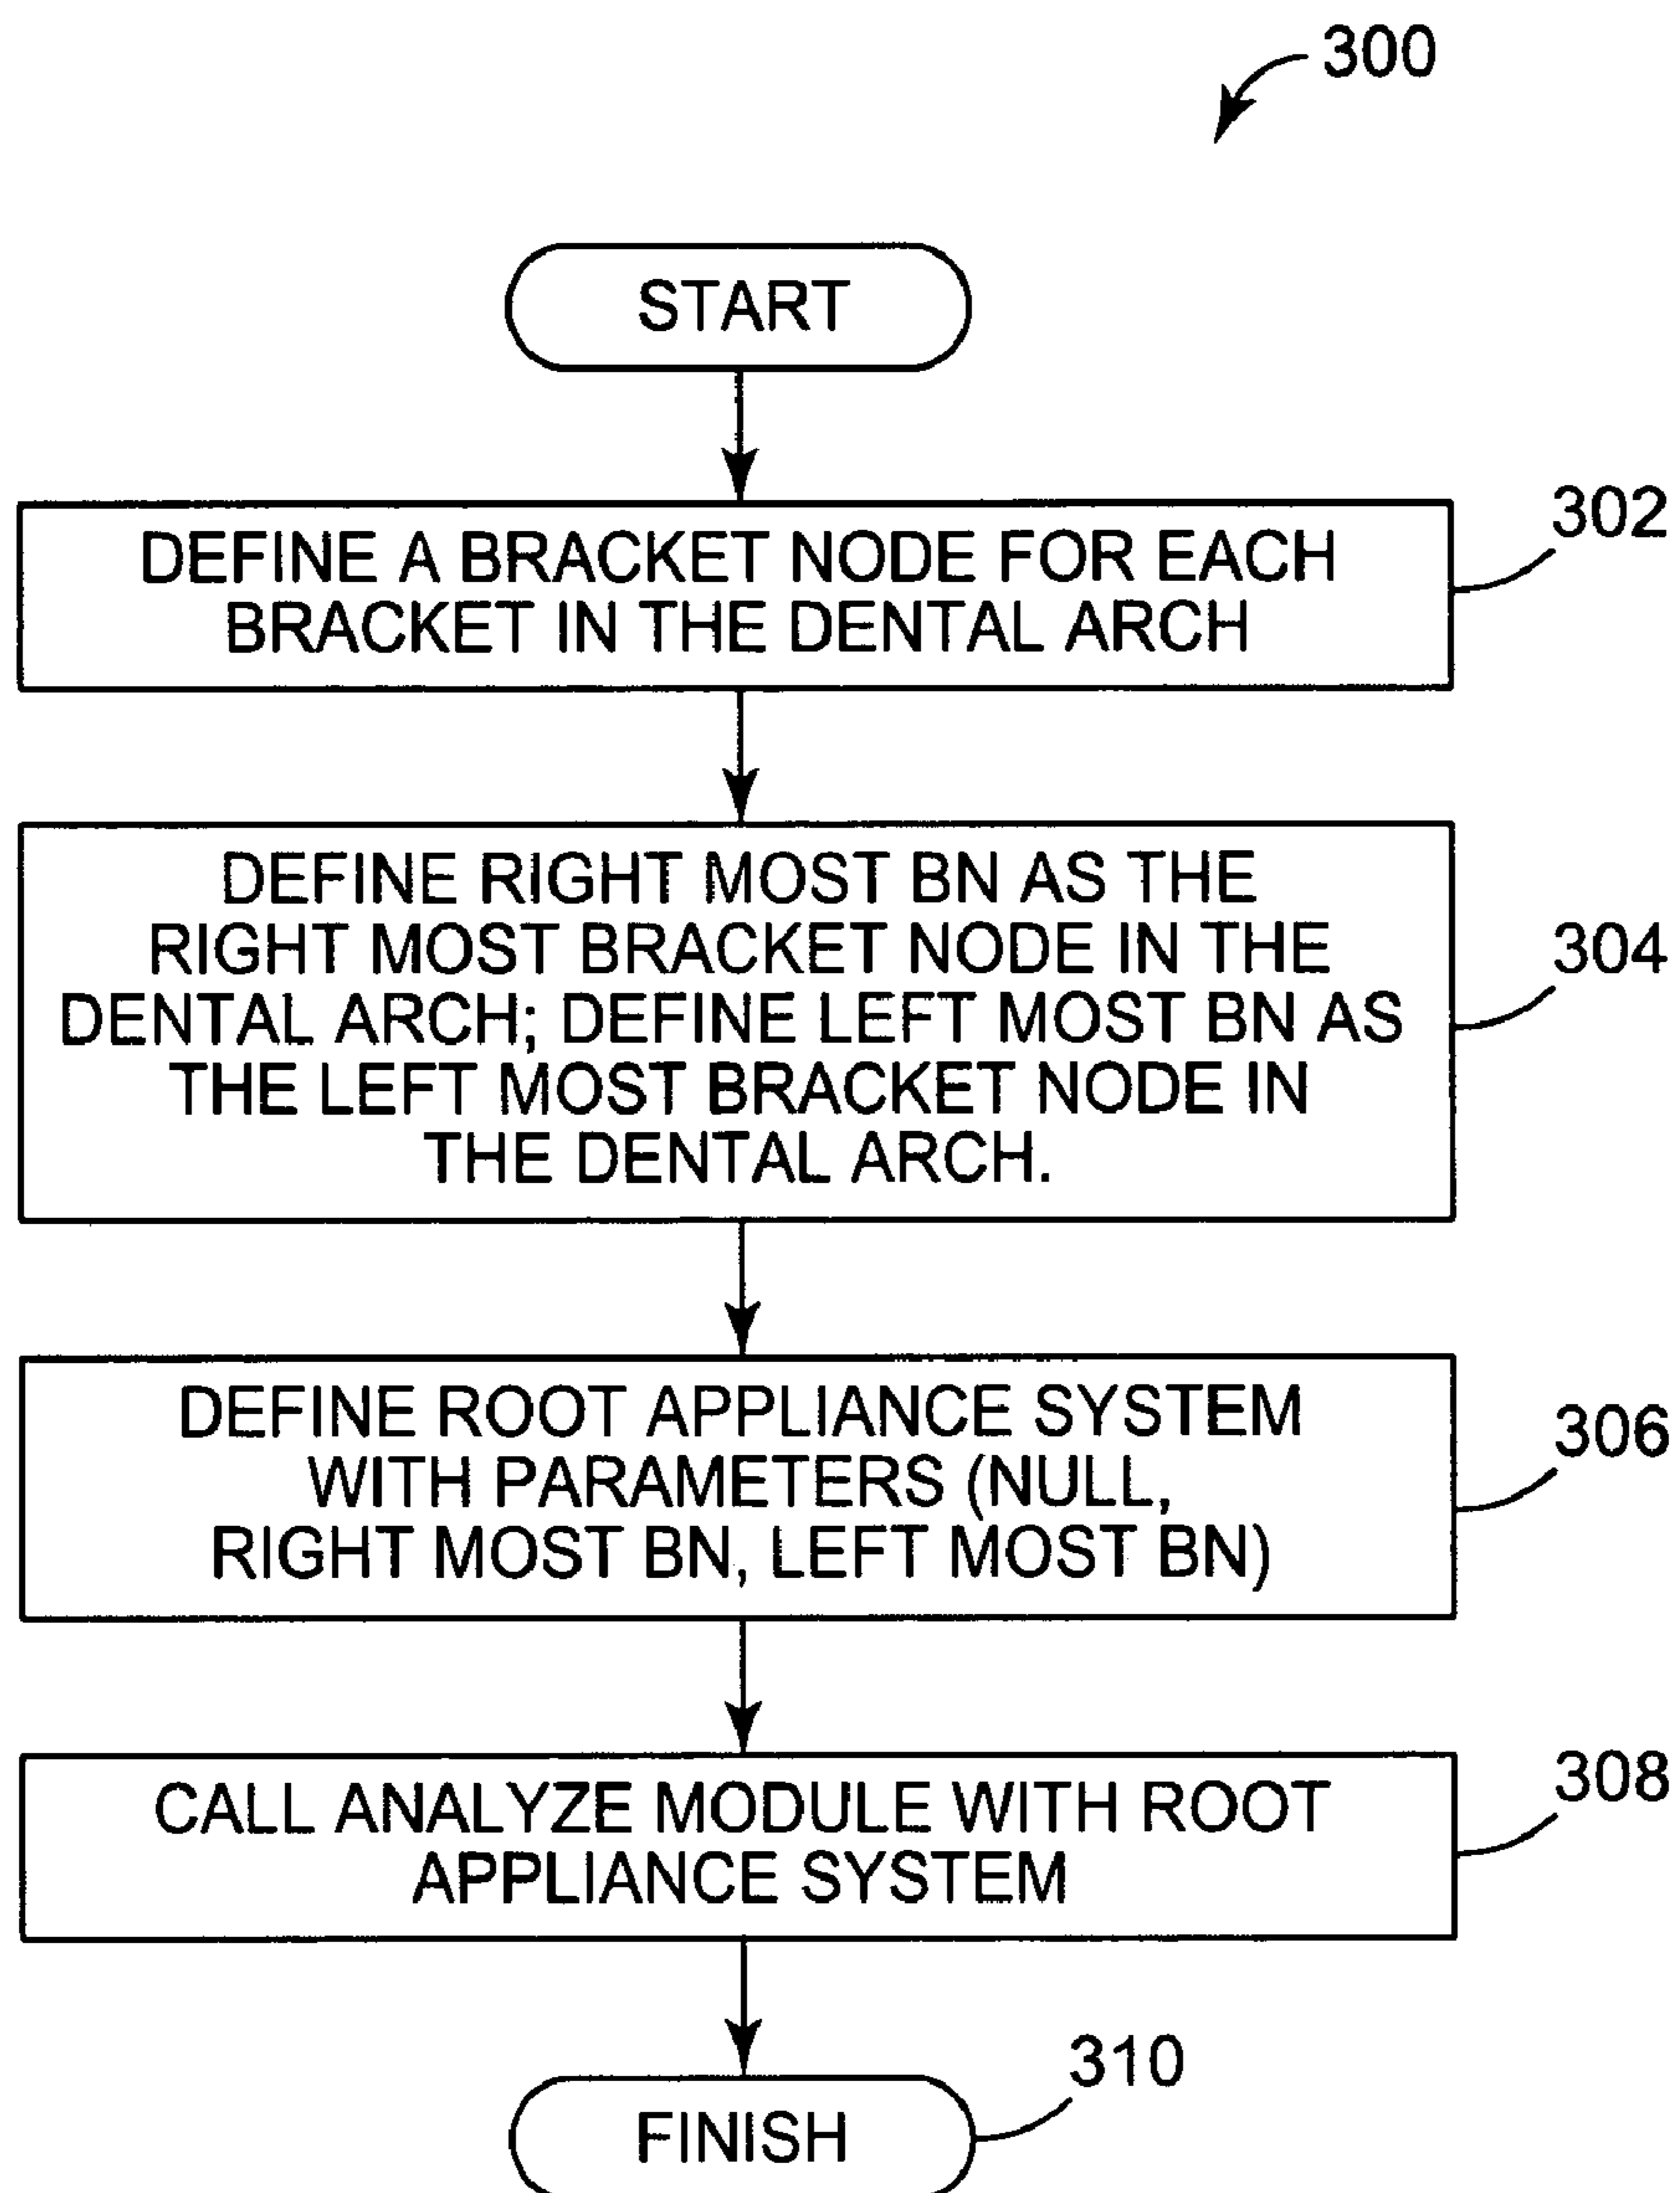 300
START
302
DEFINE A BRACKET NODE FOR EACH
BRACKET IN THE DENTAL ARCH
304
DEFINE RIGHT MOST BN AS THE
RIGHT MOST BRACKET NODE IN THE
DENTAL ARCH; DEFINE LEFT MOST BN AS
THE LEFT MOST BRACKET NODE IN
THE DENTAL ARCH.
306
DEFINE ROOT APPLIANCE SYSTEM
WITH PARAMETERS (NULL,
RIGHT MOST BN, LEFT MOST BN)
308
CALL ANALYZE MODULE WITH ROOT
APPLIANCE SYSTEM
310
FINISH